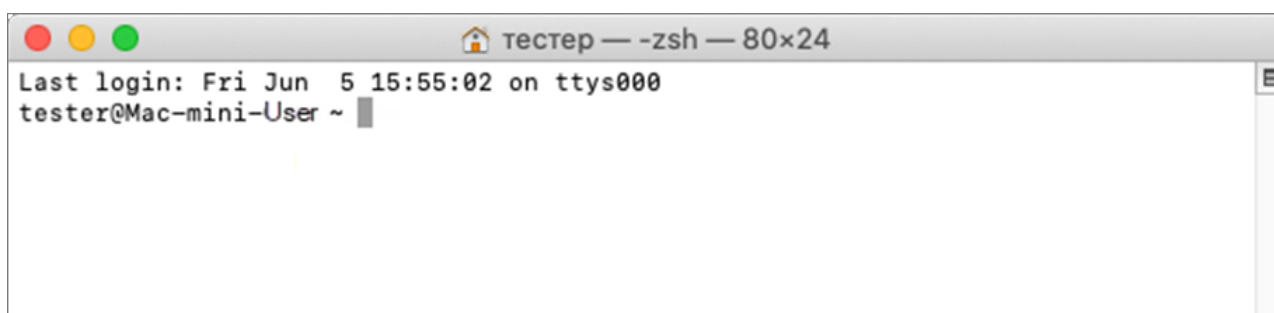 тестер — -zsh — 80×24
Last login: Fri Jun  5 15:55:02 on ttys000
tester@Mac-mini-User ~